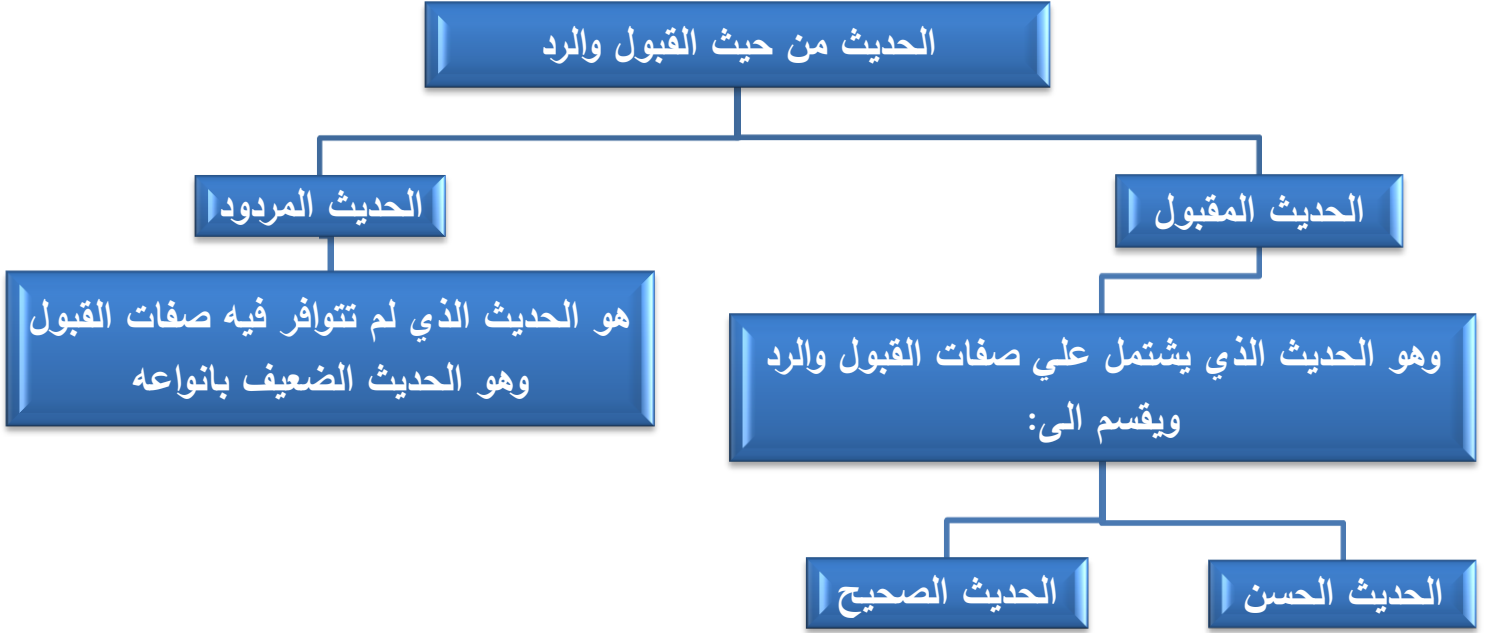 الحديث من حيث القبول والرد
الحديث المقبول
الحديث المردود
وهو الحديث الذي يشتمل علي صفات القبول والرد
ويقسم الى:
هو الحديث الذي لم تتوافر فيه صفات القبول
وهو الحديث الضعيف بانواعه
الحديث الحسن
الحديث الصحيح